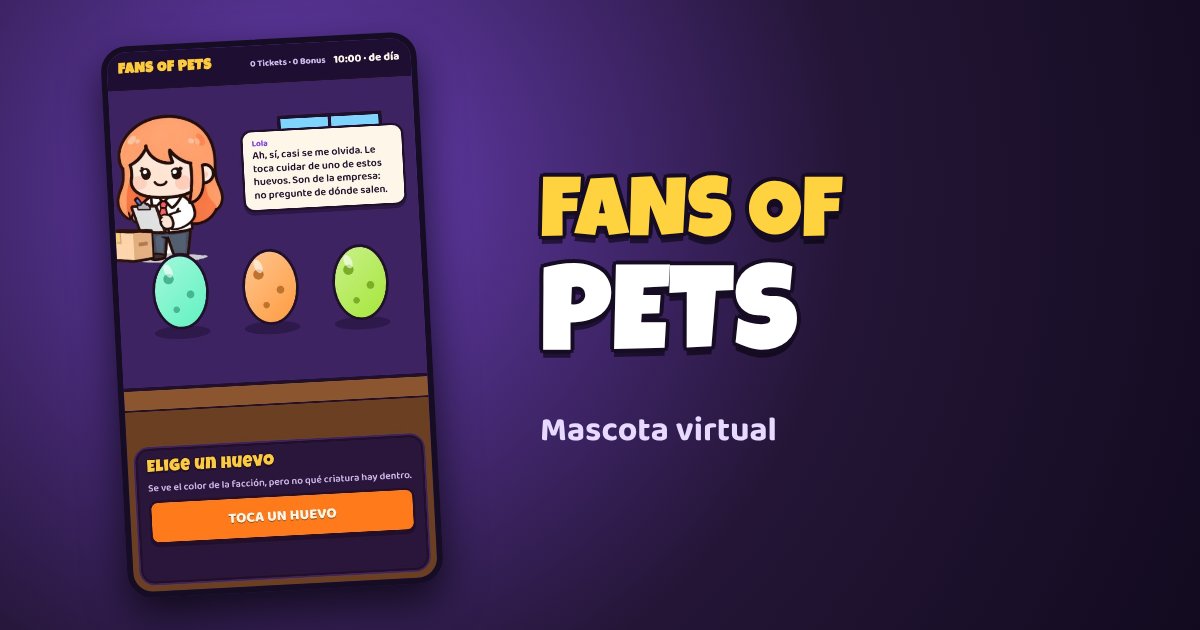 FANS OF PETS
0 Tickets · 0 Bonus
10:00 · de día
Lola
Ah, sí, casi se me olvida. Le
toca cuidar de uno de estos
huevos. Son de la empresa:
no pregunte de dónde salen.
Elige un Huevo
Se ve el color de la facción, pero no qué criatura hay dentro.
TOCA UN HUEVO
FANS OF
PETS
Mascota virtual